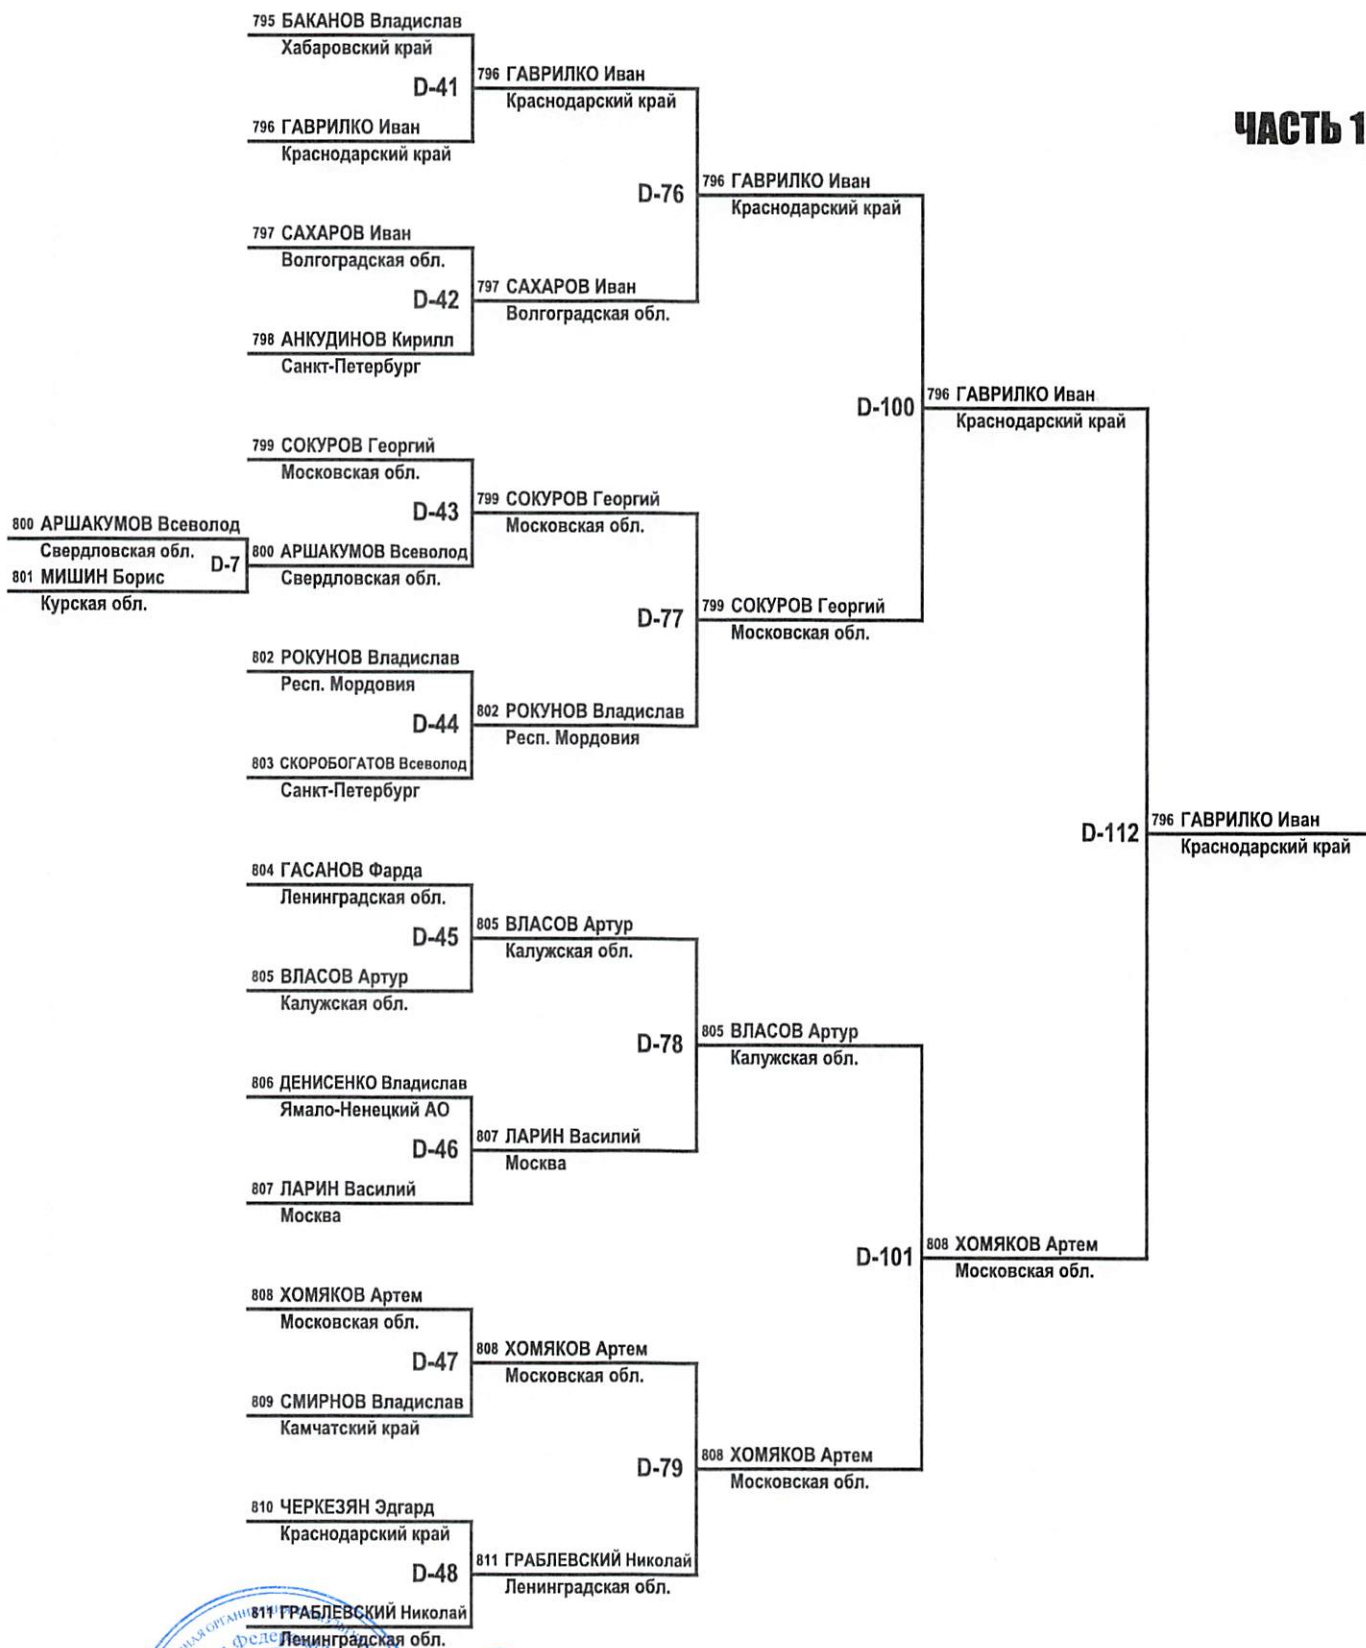 795 БАКАНОВ Владислав
Хабаровский край
D-41
796 ГАВРИЛКО Иван
Краснодарский край
796 ГАВРИЛКО Иван
Краснодарский край
ЧАСТЬ 1
D-76
796 ГАВРИЛКО Иван
Краснодарский край
797 САХАРОВ Иван
Волгоградская обл.
D-42
797 САХАРОВ Иван
Волгоградская обл.
798 АНКУДИНОВ Кирилл
Санкт-Петербург
D-100
796 ГАВРИЛКО Иван
Краснодарский край
799 СОКУРОВ Георгий
Московская обл.
D-43
799 СОКУРОВ Георгий
Московская обл.
800 АРШАКУМОВ Всеволод
Свердловская обл.
D-7
801 МИШИН Борис
Курская обл.
800 АРШАКУМОВ Всеволод
Свердловская обл.
D-77
799 СОКУРОВ Георгий
Московская обл.
802 РОКУНОВ Владислав
Респ. Мордовия
D-44
802 РОКУНОВ Владислав
Респ. Мордовия
803 СКОРОБОГАТОВ Всеволод
Санкт-Петербург
D-112
796 ГАВРИЛКО Иван
Краснодарский край
804 ГАСАНОВ Фарда
Ленинградская обл.
D-45
805 ВЛАСОВ Артур
Калужская обл.
805 ВЛАСОВ Артур
Калужская обл.
D-78
805 ВЛАСОВ Артур
Калужская обл.
806 ДЕНИСЕНКО Владислав
Ямало-Ненецкий АО
D-46
807 ЛАРИН Василий
Москва
807 ЛАРИН Василий
Москва
D-101
808 ХОМЯКОВ Артем
Московская обл.
808 ХОМЯКОВ Артем
Московская обл.
D-47
808 ХОМЯКОВ Артем
Московская обл.
809 СМИРНОВ Владислав
Камчатский край
D-79
808 ХОМЯКОВ Артем
Московская обл.
810 ЧЕРКЕЗЯН Эдгард
Краснодарский край
D-48
811 ГРАБЛЕВСКИЙ Николай
Ленинградская обл.
811 ГРАБЛЕВСКИЙ Николай
Ленинградская обл.